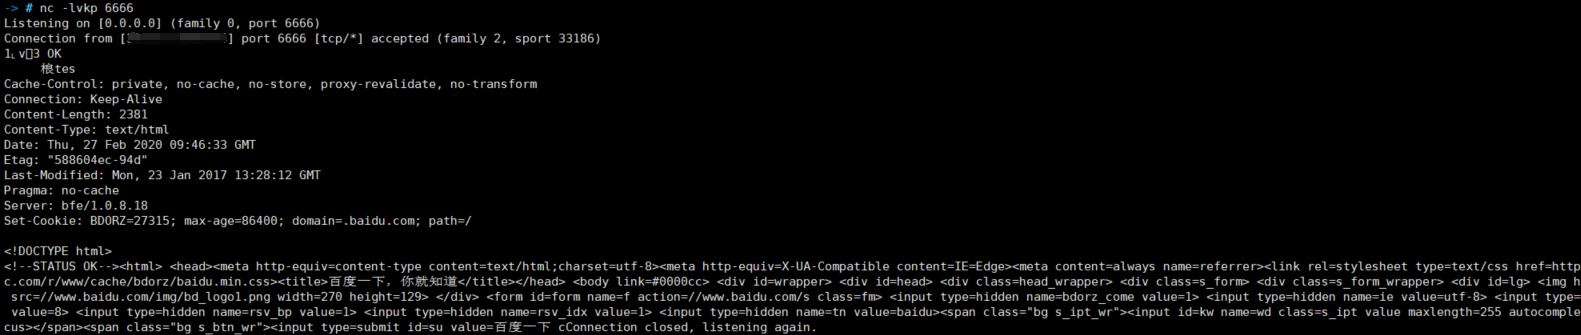 -> # nc -lvkp 6666
Listening on [0.0.0.0] (family 0, port 6666)
Connection from [ ] port 6666 [tcp/*] accepted (family 2, sport 33186)
3 OK
桹tes
Cache-Control: private, no-cache, no-store, proxy-revalidate, no-transform
Connection: Keep-Alive
Content-Length: 2381
Content-Type: text/html
Date: Thu, 27 Feb 2020 09:46:33 GMT
Etag: "588604ec-94d"
Last-Modified: Mon, 23 Jan 2017 13:28:12 GMT
Pragma: no-cache
Server: bfe/1.0.8.18
Set-Cookie: BDORZ=27315; max-age=86400; domain=.baidu.com; path=/
<!DOCTYPE html>
<!--STATUS OK--><html> <head><meta http-equiv=content-type content=text/html;charset=utf-8><meta http-equiv=X-UA-Compatible content=IE=Edge><meta content=always name=referrer><link rel=stylesheet type=text/css href=http
c.com/r/www/cache/bdorz/baidu.min.css><title>百度一下，你就知道</title></head> <body link=#0000cc> <div id=wrapper> <div id=head> <div class=head_wrapper> <div class=s_form> <div class=s_form_wrapper> <div id=lg> <img h
src=//www.baidu.com/img/bd_logo1.png width=270 height=129> </div> <form id=form name=f action=//www.baidu.com/s class=fm> <input type=hidden name=bdorz_come value=1> <input type=hidden name=ie value=utf-8> <input type=
value=8> <input type=hidden name=rsv_bp value=1> <input type=hidden name=rsv_idx value=1> <input type=hidden name=tn value=baidu><span class="bg s_ipt_wr"><input id=kw name=wd class=s_ipt value maxlength=255 autocomple
cus></span><span class="bg s_btn_wr"><input type=submit id=su value=百度一下 cConnection closed, listening again.